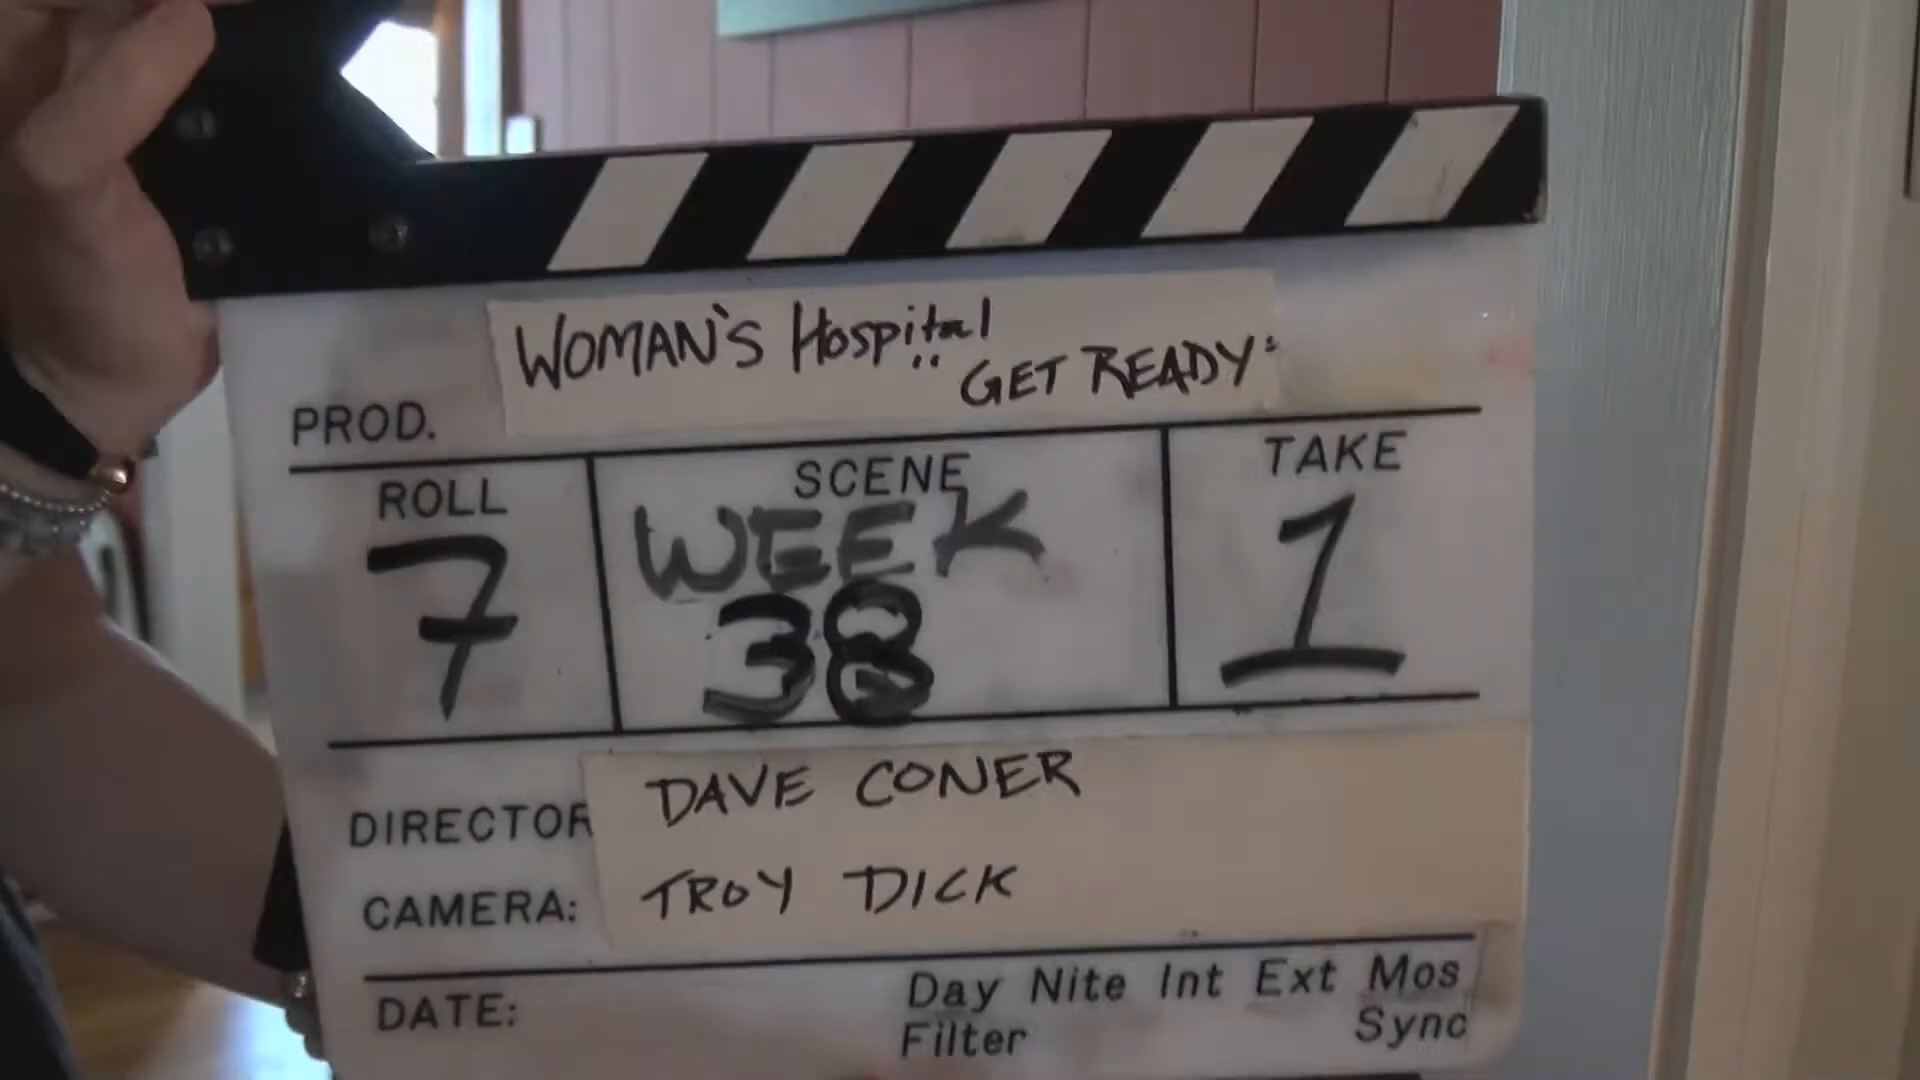 WOMAN'S Hospital
"GET READY"
PROD.
ROLL SCENE TAKE
7 WEEK 38 1
DIRECTOR DAVE CONER
CAMERA: TROY DICK
DATE: Day Nite Int Ext Mos
Filter Sync